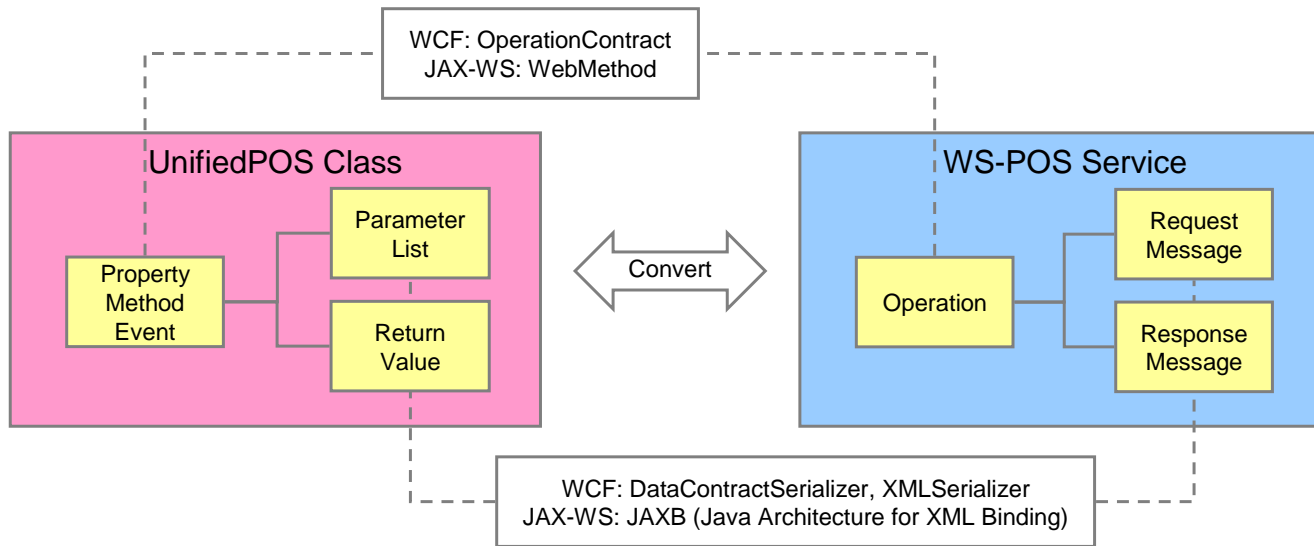 WCF: OperationContract
JAX-WS: WebMethod
UnifiedPOS Class
Parameter
List
Property
Method
Event
Return
Value
Convert
WS-POS Service
Request
Message
Operation
Response
Message
WCF: DataContractSerializer, XMLSerializer
JAX-WS: JAXB (Java Architecture for XML Binding)